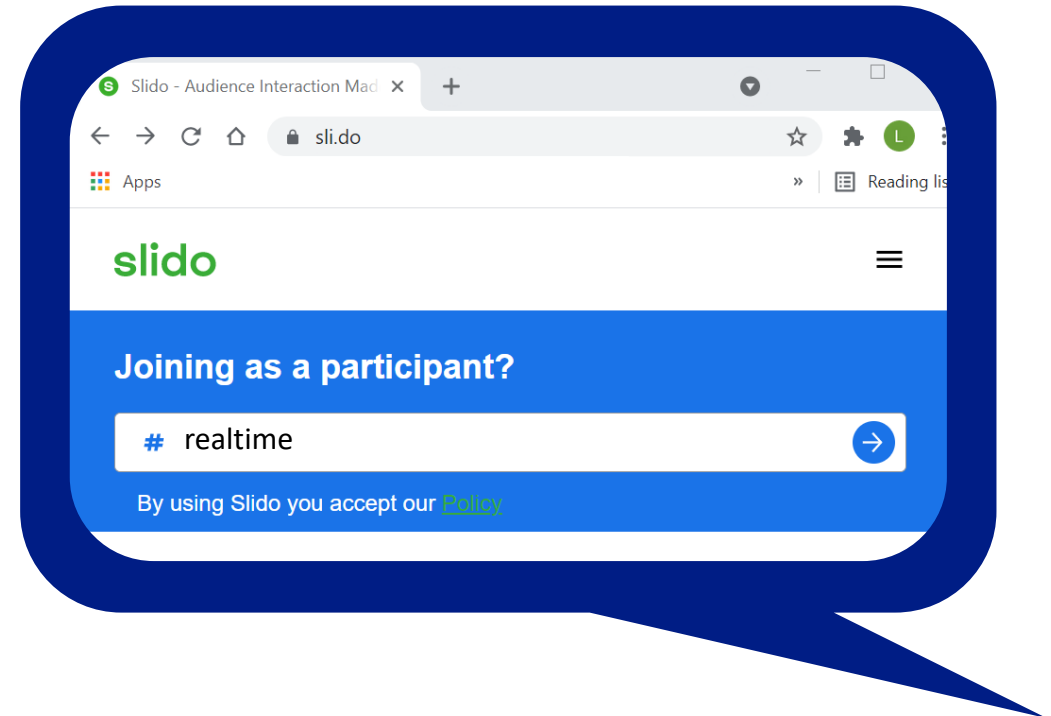 S Slido - Audience Interaction Mad
sli.do
L
Apps
» Reading lis
slido
Joining as a participant?
# realtime
By using Slido you accept our Policy